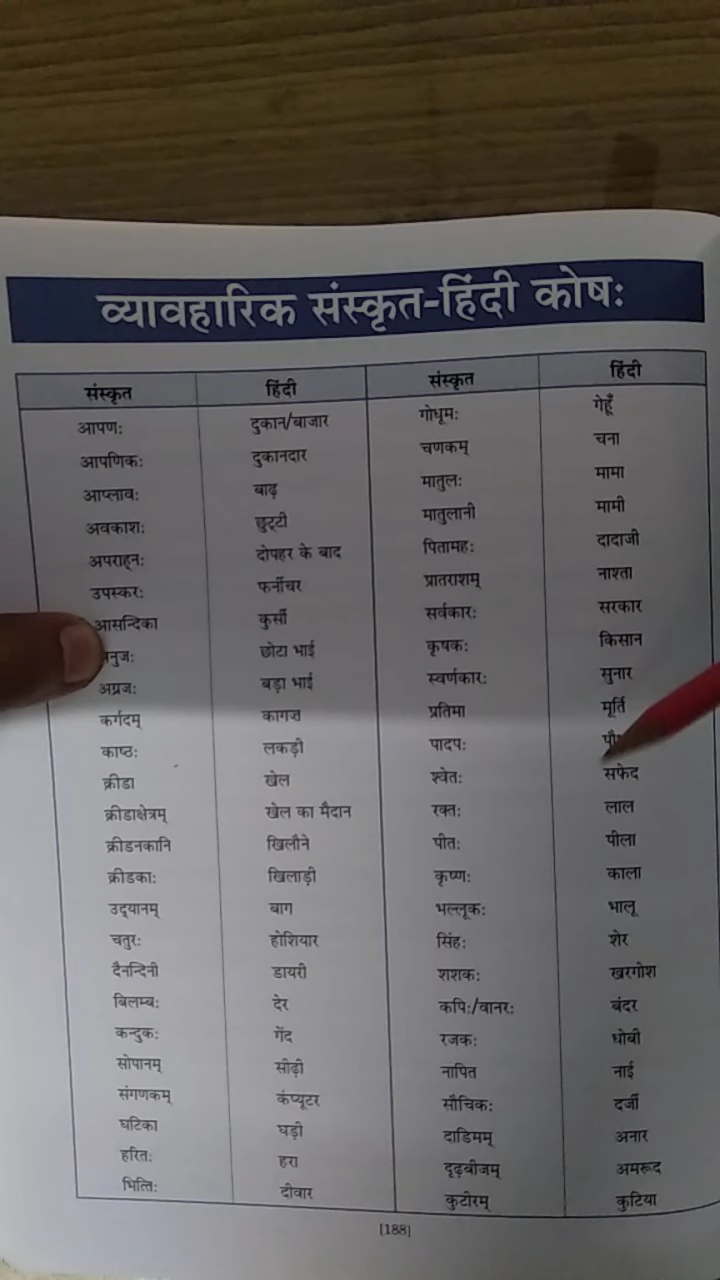 व्यावहारिक संस्कृत-हिंदी कोषः
संस्कृत हिंदी संस्कृत हिंदी
आपणः दुकान/बाजार गोधूमः गेहूँ
आपणिकः दुकानदार चणकम् चना
आप्लावः बाढ़ मातुलः मामा
अवकाशः छुट्टी मातुलानी मामी
अपराह्नः दोपहर के बाद पितामहः दादाजी
उपस्करः फर्नीचर प्रातराशम् नाश्ता
आसन्दिका कुर्सी सर्वकारः सरकार
छोटा भाई कृषकः किसान
अग्रजः बड़ा भाई स्वर्णकारः सुनार
कर्गदम् कागज प्रतिमा मूर्ति
काष्ठः लकड़ी पादपः
क्रीडा खेल श्वेतः सफेद
क्रीडाक्षेत्रम् खेल का मैदान रक्तः लाल
क्रीडनकानि खिलौने पीतः पीला
क्रीडकाः खिलाड़ी कृष्णः काला
उद्यानम् बाग भल्लूकः भालू
चतुरः होशियार सिंहः शेर
दैनन्दिनी डायरी शशकः खरगोश
बिलम्बः देर कपिः/वानरः बंदर
कन्दुकः गेंद रजकः धोबी
सोपानम् सीढ़ी नापित नाई
संगणकम् कंप्यूटर सौचिकः दर्जी
घटिका घड़ी दाडिमम् अनार
हरितः हरा दृढ़बीजम् अमरूद
भित्तिः दीवार कुटीरम् कुटिया
[188]